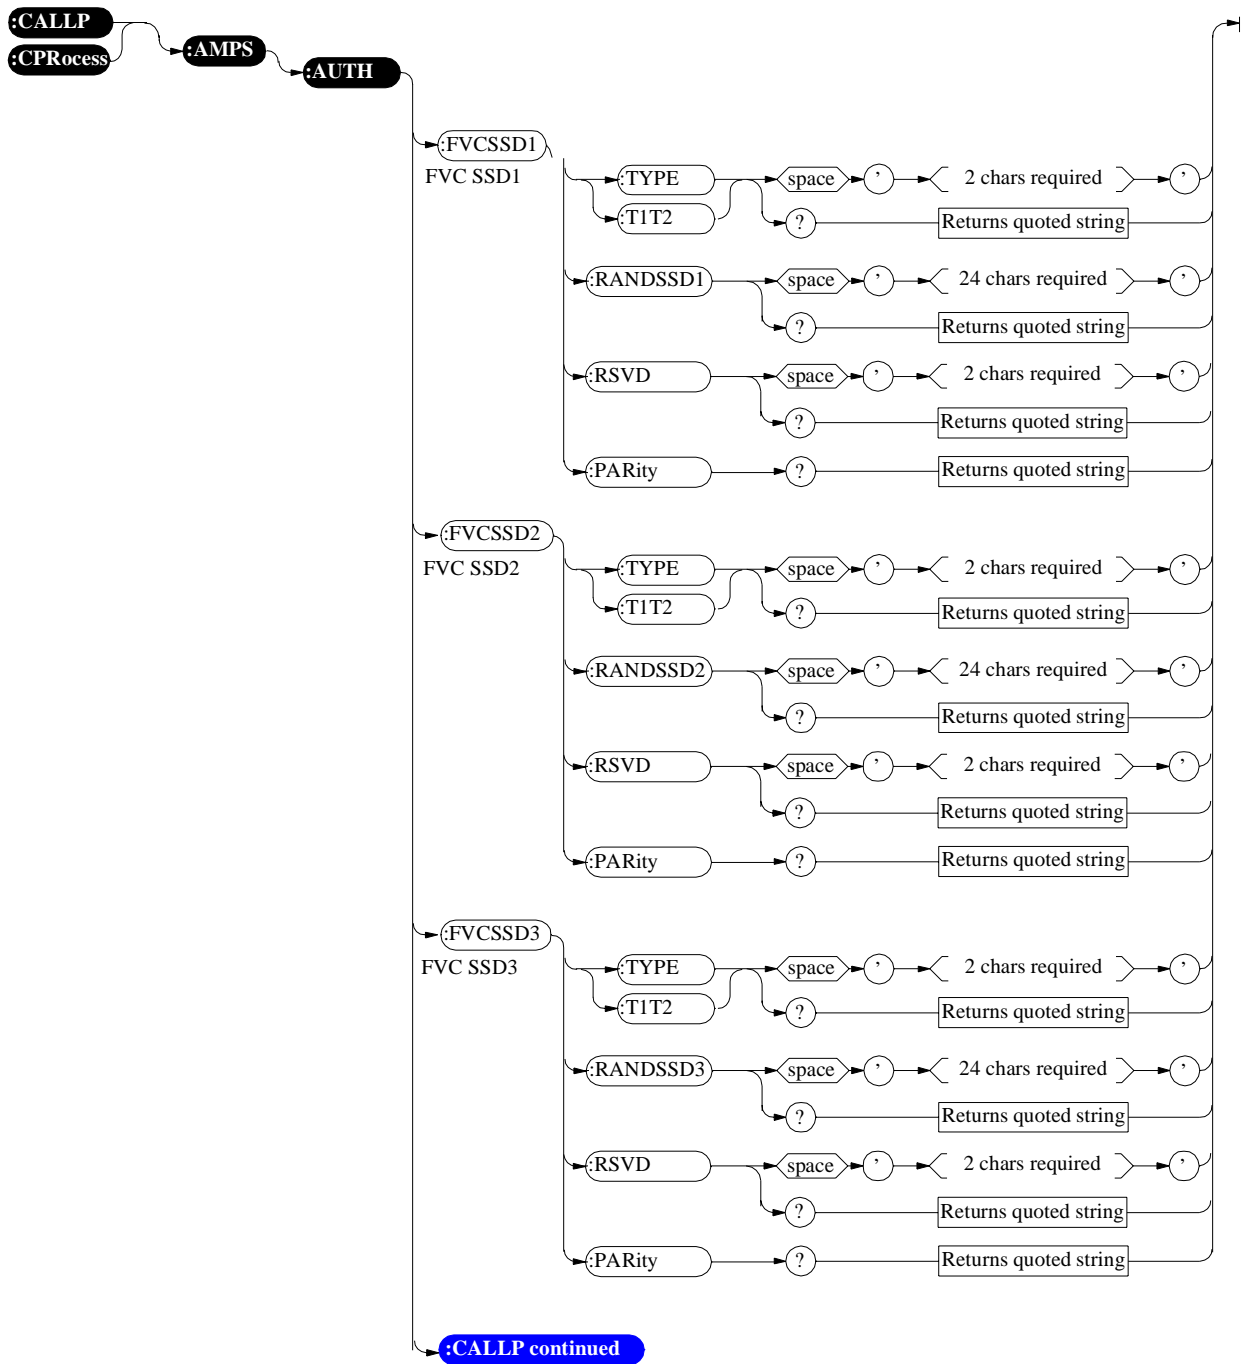 :CALLP
:CPRocess
:AMPS
:AUTH
:FVCSSD1
FVC SSD1
:TYPE space ’ 2 chars required ’
:T1T2 ? Returns quoted string
:RANDSSD1 space ’ 24 chars required ’
? Returns quoted string
:RSVD space ’ 2 chars required ’
? Returns quoted string
:PARity ? Returns quoted string
:FVCSSD2
FVC SSD2
:TYPE space ’ 2 chars required ’
:T1T2 ? Returns quoted string
:RANDSSD2 space ’ 24 chars required ’
? Returns quoted string
:RSVD space ’ 2 chars required ’
? Returns quoted string
:PARity ? Returns quoted string
:FVCSSD3
FVC SSD3
:TYPE space ’ 2 chars required ’
:T1T2 ? Returns quoted string
:RANDSSD3 space ’ 24 chars required ’
? Returns quoted string
:RSVD space ’ 2 chars required ’
? Returns quoted string
:PARity ? Returns quoted string
:CALLP continued